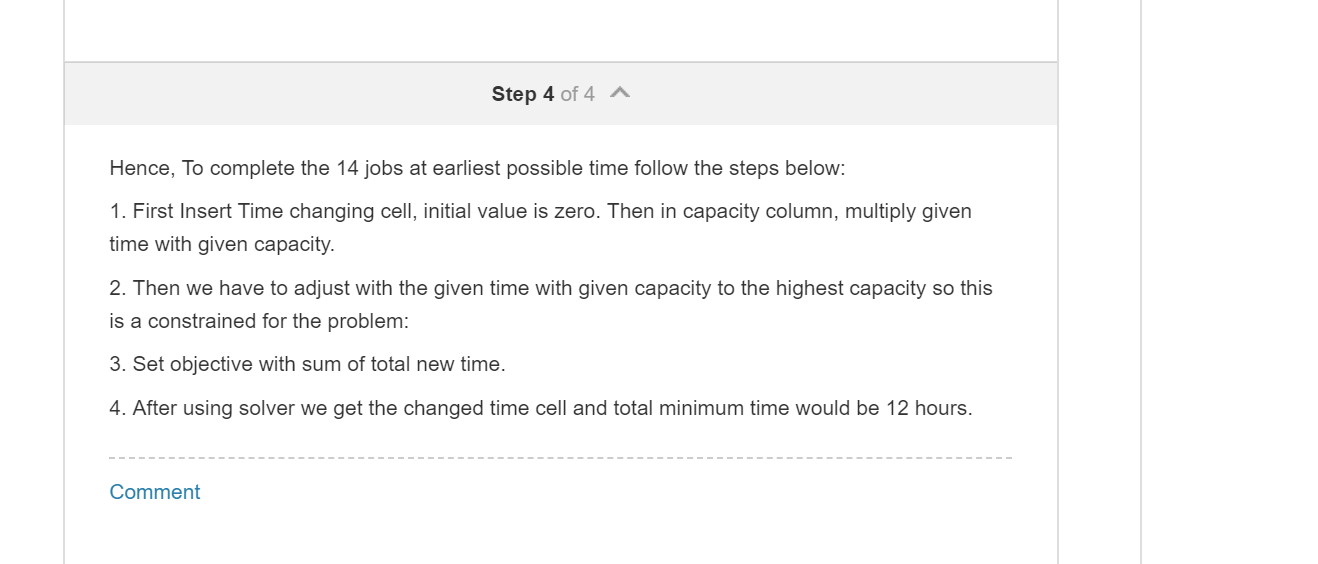 Step 4 of 4
Hence, To complete the 14 jobs at earliest possible time follow the steps below:
1. First Insert Time changing cell, initial value is zero. Then in capacity column, multiply given
time with given capacity.
2. Then we have to adjust with the given time with given capacity to the highest capacity so this
is a constrained for the problem:
3. Set objective with sum of total new time.
4. After using solver we get the changed time cell and total minimum time would be 12 hours.
Comment